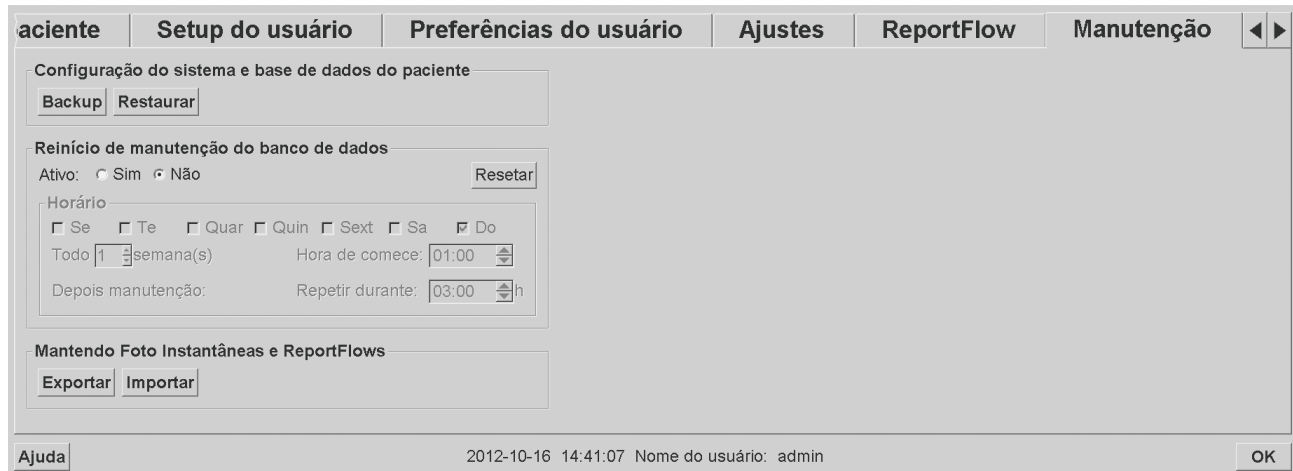 aciente Setup do usuário Preferências do usuário Ajustes ReportFlow Manutenção
Configuração do sistema e base de dados do paciente
Backup Restaurar
Reinício de manutenção do banco de dados
Ativo: Sim Não Resetar
Horário
Se Te Quar Quin Sext Sa Do
Todo 1 semana(s) Hora de comece: 01:00
Depois manutenção: Repetir durante: 03:00 h
Mantendo Foto Instantâneas e ReportFlows
Exportar Importar
Ajuda 2012-10-16 14:41:07 Nome do usuário: admin OK